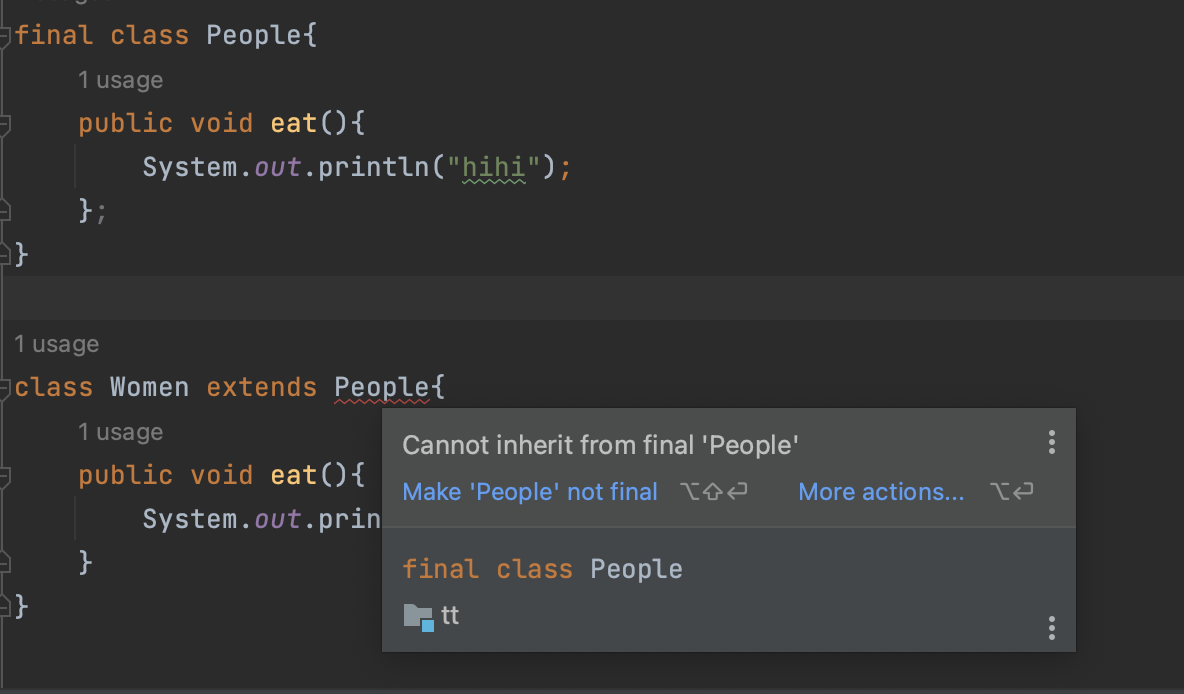 final class People{
1 usage
public void eat(){
System.out.println("hihi");
};
}
1 usage
class Women extends People{
1 usage
public void eat(){
System.out.prin
}
}
Cannot inherit from final 'People'
Make 'People' not final ⌥⇧⏎ More actions... ⌥⏎
final class People
tt